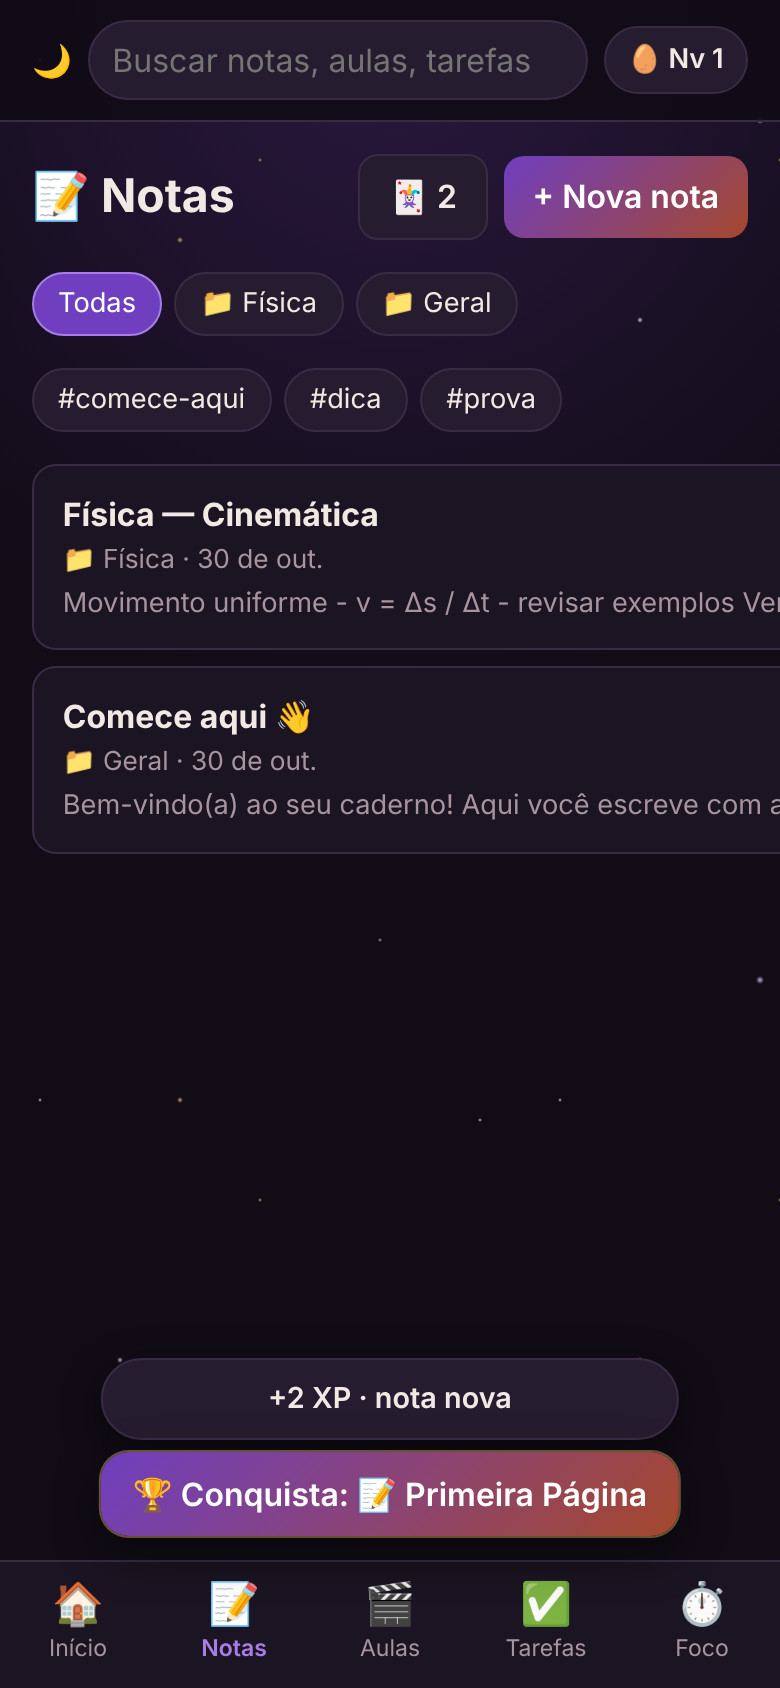 Buscar notas, aulas, tarefas
Nv 1
Notas
2
+ Nova nota
Todas
Física
Geral
#comece-aqui
#dica
#prova
Física — Cinemática
Física · 30 de out.
Movimento uniforme - v = Δs / Δt - revisar exemplos
Comece aqui
Geral · 30 de out.
Bem-vindo(a) ao seu caderno! Aqui você escreve com
+2 XP · nota nova
Conquista: Primeira Página
Início
Notas
Aulas
Tarefas
Foco